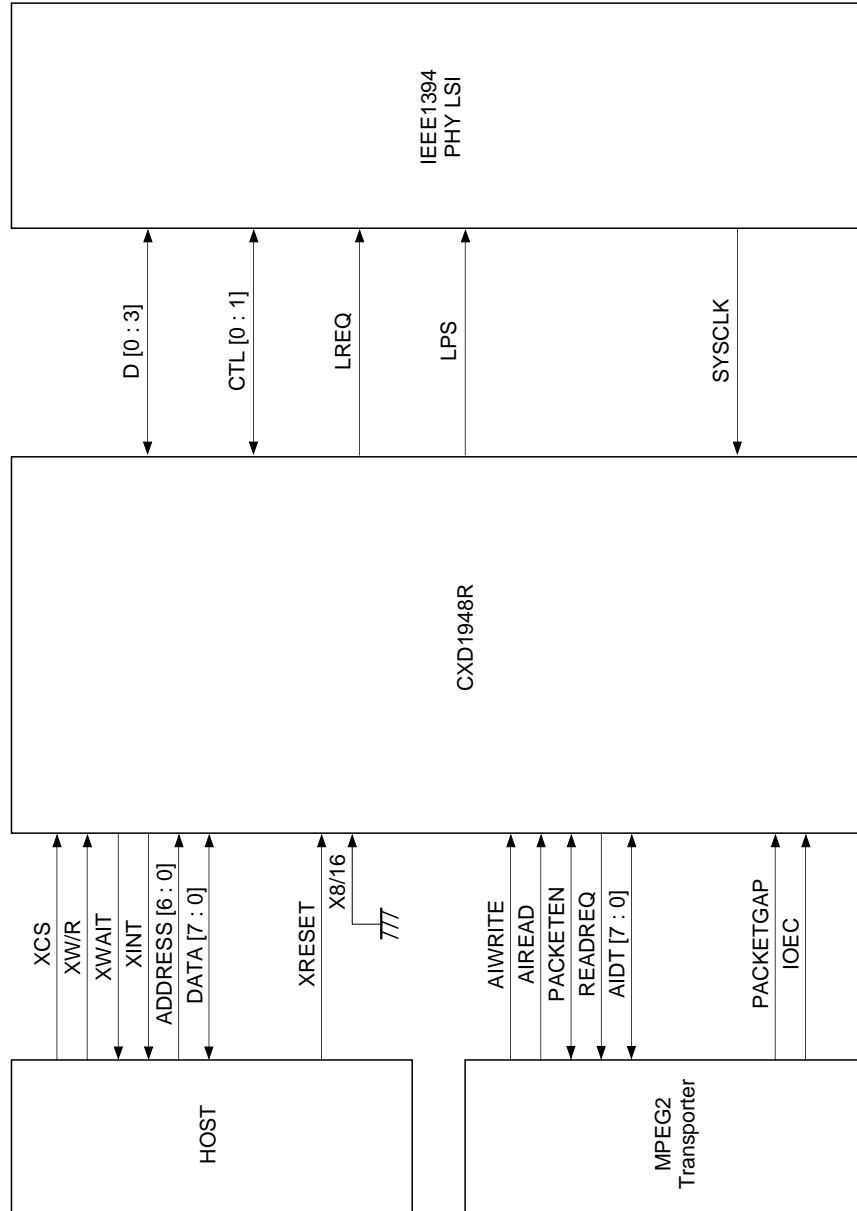 HOST
MPEG2
Transporter
XCS
XW/R
XWAIT
XINT
ADDRESS [6 : 0]
DATA [7 : 0]
XRESET
X8/16
AIWRITE
AIREAD
PACKETEN
READREQ
AIDT [7 : 0]
PACKETGAP
IOEC
CXD1948R
D [0 : 3]
CTL [0 : 1]
LREQ
LPS
SYSCLK
IEEE1394
PHY LSI